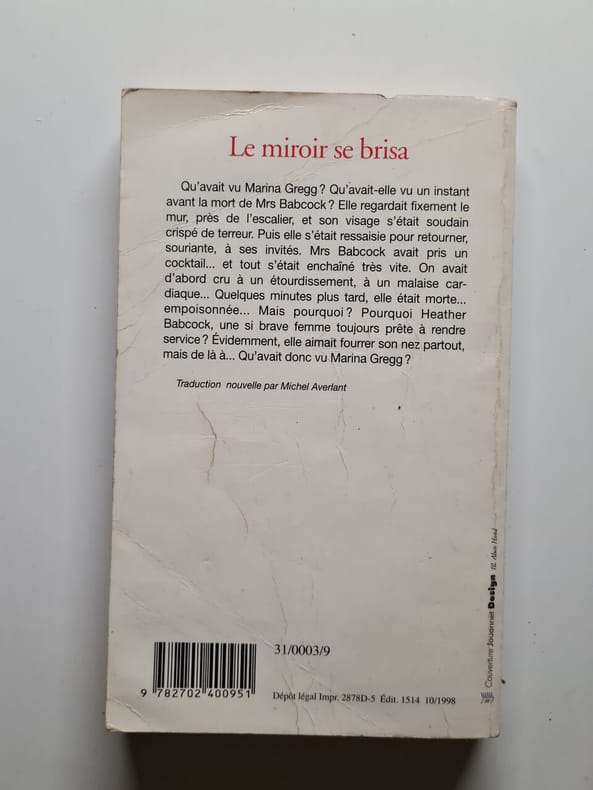 Le miroir se brisa
Qu'avait vu Marina Gregg ? Qu'avait-elle vu un instant
avant la mort de Mrs Babcock ? Elle regardait fixement le
mur, près de l'escalier, et son visage s'était soudain
crispé de terreur. Puis elle s'était ressaisie pour retourner,
souriante, à ses invités. Mrs Babcock avait pris un
cocktail... et tout s'était enchaîné très vite. On avait
d'abord cru à un étourdissement, à un malaise car-
diaque... Quelques minutes plus tard, elle était morte...
empoisonnée... Mais pourquoi ? Pourquoi Heather
Babcock, une si brave femme toujours prête à rendre
service ? Évidemment, elle aimait fourrer son nez partout,
mais de là à... Qu'avait donc vu Marina Gregg ?
Traduction nouvelle par Michel Averlant
Couverture Jouannet Design Ill. Alain Houd
31/0003/9
9 782702 400951
Dépôt légal Impr. 2878D-5 Édit. 1514 10/1998